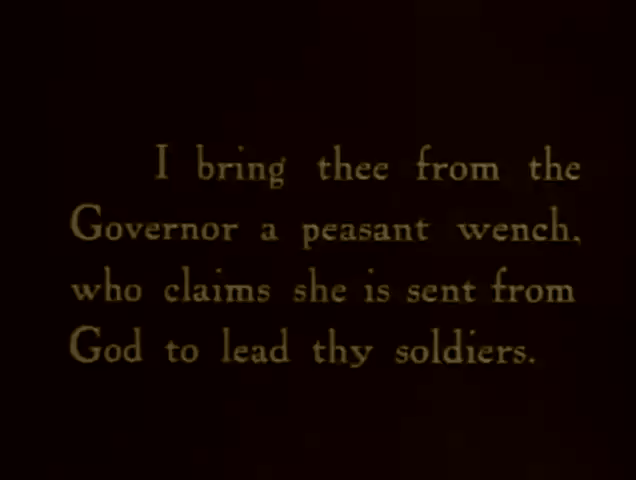 I bring thee from the
Governor a peasant wench,
who claims she is sent from
God to lead thy soldiers.